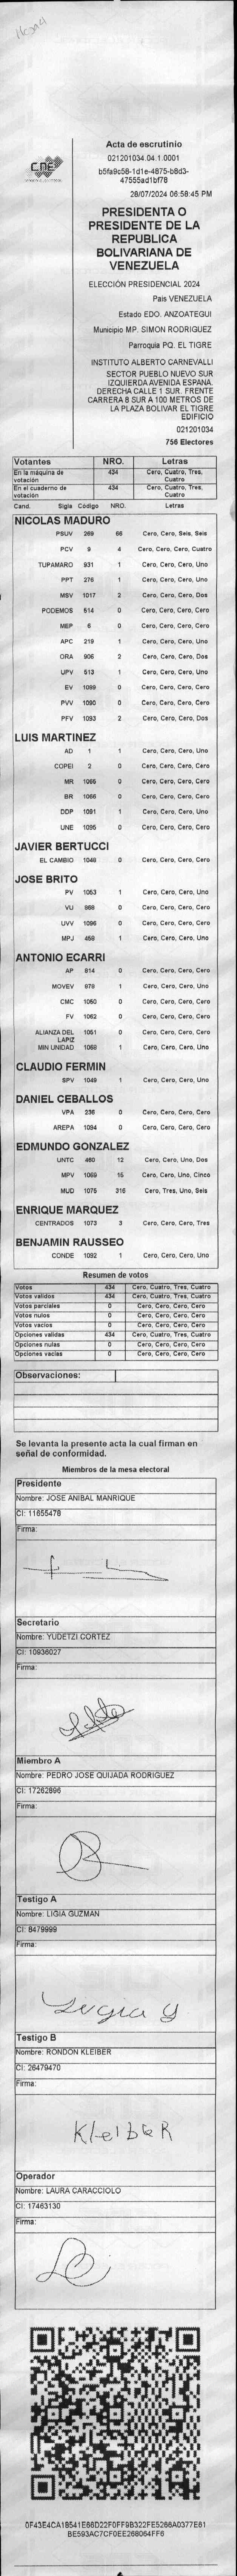 Hoja 4
CNE
Acta de escrutinio
021201034.04.1.0001
b5fa9c58-1d1e-4875-b8d3-
47555ad1bf78
28/07/2024 06:58:45 PM
PRESIDENTA O
PRESIDENTE DE LA
REPUBLICA
BOLIVARIANA DE
VENEZUELA
ELECCIÓN PRESIDENCIAL 2024
Pais VENEZUELA
Estado EDO. ANZOATEGUI
Municipio MP. SIMON RODRIGUEZ
Parroquia PQ. EL TIGRE
INSTITUTO ALBERTO CARNEVALLI
SECTOR PUEBLO NUEVO SUR
IZQUIERDA AVENIDA ESPANA.
DERECHA CALLE 1 SUR. FRENTE
CARRERA 8 SUR A 100 METROS DE
LA PLAZA BOLIVAR EL TIGRE
EDIFICIO
021201034
756 Electores
Votantes NRO. Letras
En la máquina de votación 434 Cero, Cuatro, Tres, Cuatro
En el cuaderno de votación 434 Cero, Cuatro, Tres, Cuatro
Cand. Sigla Código NRO. Letras
NICOLAS MADURO
PSUV 269 66 Cero, Cero, Seis, Seis
PCV 9 4 Cero, Cero, Cero, Cuatro
TUPAMARO 931 1 Cero, Cero, Cero, Uno
PPT 276 1 Cero, Cero, Cero, Uno
MSV 1017 2 Cero, Cero, Cero, Dos
PODEMOS 514 0 Cero, Cero, Cero, Cero
MEP 6 0 Cero, Cero, Cero, Cero
APC 219 1 Cero, Cero, Cero, Uno
ORA 906 2 Cero, Cero, Cero, Dos
UPV 513 1 Cero, Cero, Cero, Uno
EV 1099 0 Cero, Cero, Cero, Cero
PVV 1090 0 Cero, Cero, Cero, Cero
PFV 1093 2 Cero, Cero, Cero, Dos
LUIS MARTINEZ
AD 1 1 Cero, Cero, Cero, Uno
COPEI 2 0 Cero, Cero, Cero, Cero
MR 1065 0 Cero, Cero, Cero, Cero
BR 1066 0 Cero, Cero, Cero, Cero
DDP 1091 1 Cero, Cero, Cero, Uno
UNE 1095 0 Cero, Cero, Cero, Cero
JAVIER BERTUCCI
EL CAMBIO 1048 0 Cero, Cero, Cero, Cero
JOSE BRITO
PV 1053 1 Cero, Cero, Cero, Uno
VU 868 0 Cero, Cero, Cero, Cero
UVV 1096 0 Cero, Cero, Cero, Cero
MPJ 458 1 Cero, Cero, Cero, Uno
ANTONIO ECARRI
AP 814 0 Cero, Cero, Cero, Cero
MOVEV 879 1 Cero, Cero, Cero, Uno
CMC 1050 0 Cero, Cero, Cero, Cero
FV 1062 0 Cero, Cero, Cero, Cero
ALIANZA DEL LAPIZ 1051 0 Cero, Cero, Cero, Cero
MIN UNIDAD 1068 1 Cero, Cero, Cero, Uno
CLAUDIO FERMIN
SPV 1049 1 Cero, Cero, Cero, Uno
DANIEL CEBALLOS
VPA 236 0 Cero, Cero, Cero, Cero
AREPA 1094 0 Cero, Cero, Cero, Cero
EDMUNDO GONZALEZ
UNTC 460 12 Cero, Cero, Uno, Dos
MPV 1069 15 Cero, Cero, Uno, Cinco
MUD 1075 316 Cero, Tres, Uno, Seis
ENRIQUE MARQUEZ
CENTRADOS 1073 3 Cero, Cero, Cero, Tres
BENJAMIN RAUSSEO
CONDE 1092 1 Cero, Cero, Cero, Uno
Resumen de votos
Votos 434 Cero, Cuatro, Tres, Cuatro
Votos validos 434 Cero, Cuatro, Tres, Cuatro
Votos parciales 0 Cero, Cero, Cero, Cero
Votos nulos 0 Cero, Cero, Cero, Cero
Votos vacios 0 Cero, Cero, Cero, Cero
Opciones validas 434 Cero, Cuatro, Tres, Cuatro
Opciones nulas 0 Cero, Cero, Cero, Cero
Opciones vacias 0 Cero, Cero, Cero, Cero
Observaciones:
Se levanta la presente acta la cual firman en
señal de conformidad.
Miembros de la mesa electoral
Presidente
Nombre: JOSE ANIBAL MANRIQUE
CI: 11655478
Firma:
Secretario
Nombre: YUDETZI CORTEZ
CI: 10936027
Firma:
Miembro A
Nombre: PEDRO JOSE QUIJADA RODRIGUEZ
CI: 17262896
Firma:
Testigo A
Nombre: LIGIA GUZMAN
CI: 8479999
Firma:
Ligia G
Testigo B
Nombre: RONDON KLEIBER
CI: 26479470
Firma:
KleibeR
Operador
Nombre: LAURA CARACCIOLO
CI: 17463130
Firma:
0F43E4CA18541E66D22F0FF9B322FE5266A0377E61
BE593AC7CF0EE268064FF6